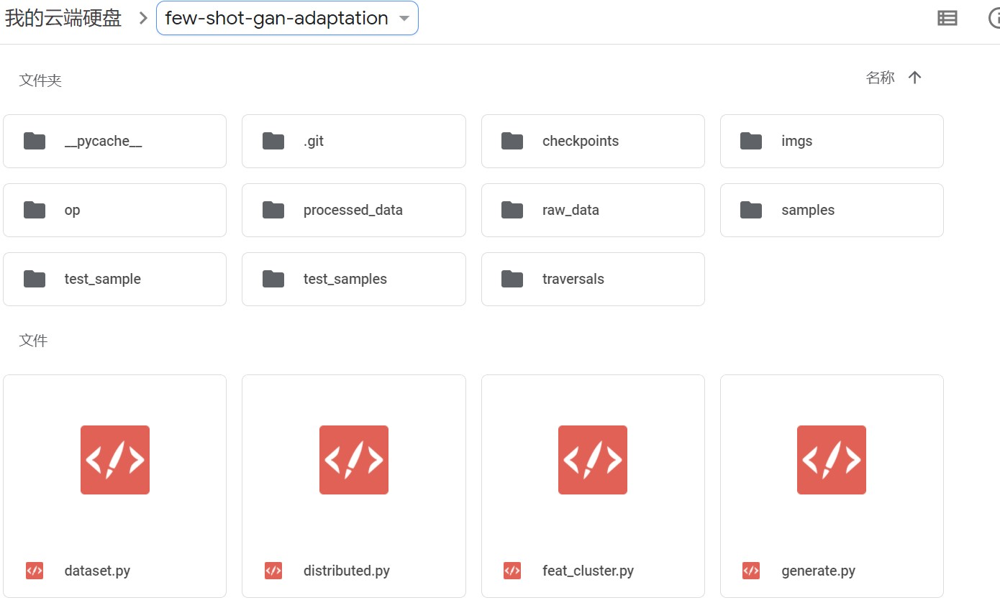 我的云端硬盘 > few-shot-gan-adaptation
文件夹 名称
__pycache__ .git checkpoints imgs
op processed_data raw_data samples
test_sample test_samples traversals
文件
dataset.py distributed.py feat_cluster.py generate.py